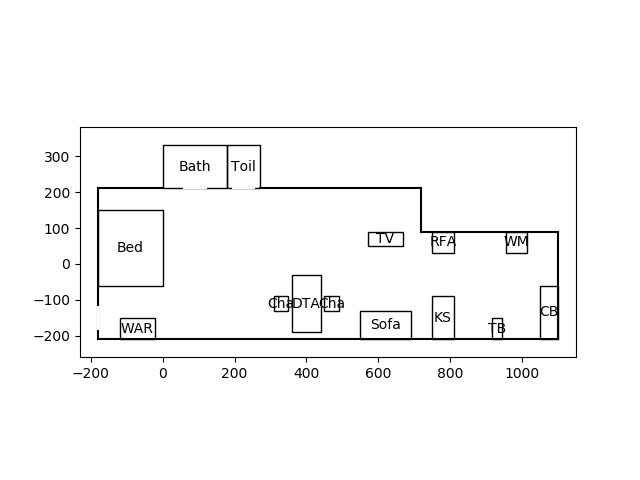 300
200
100
0
−100
−200
−200
0
200
400
600
800
1000
Bath
Toil
Bed
TV
RFA
WM
Cha
DTA
Cha
Sofa
KS
TB
CB
WAR